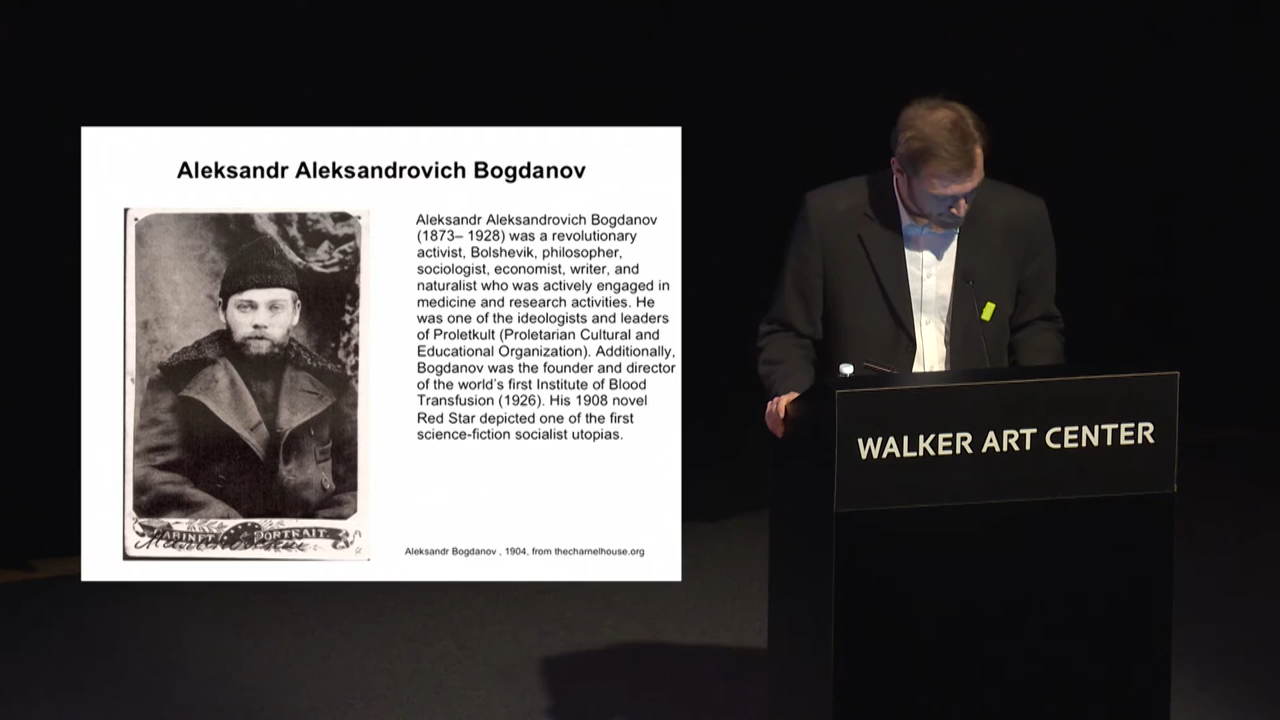 Aleksandr Aleksandrovich Bogdanov
Aleksandr Aleksandrovich Bogdanov
(1873– 1928) was a revolutionary
activist, Bolshevik, philosopher,
sociologist, economist, writer, and
naturalist who was actively engaged in
medicine and research activities. He
was one of the ideologists and leaders
of Proletkult (Proletarian Cultural and
Educational Organization). Additionally,
Bogdanov was the founder and director
of the world's first Institute of Blood
Transfusion (1926). His 1908 novel
Red Star depicted one of the first
science-fiction socialist utopias.
CABINET PORTRAIT
Aleksandr Bogdanov , 1904, from thecharnelhouse.org
WALKER ART CENTER